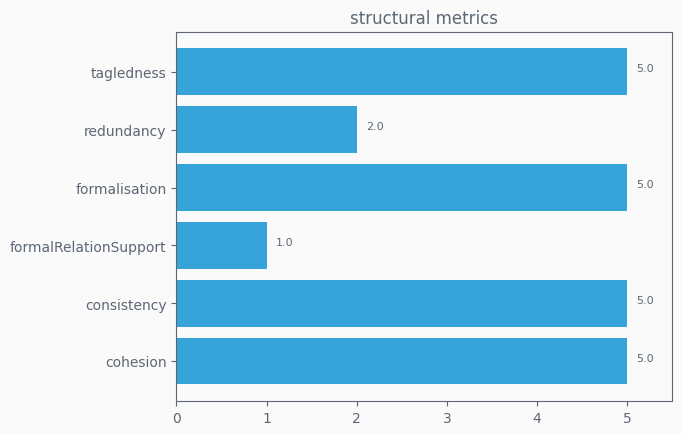 structural metrics
tagledness 5.0
redundancy 2.0
formalisation 5.0
formalRelationSupport 1.0
consistency 5.0
cohesion 5.0
0 1 2 3 4 5